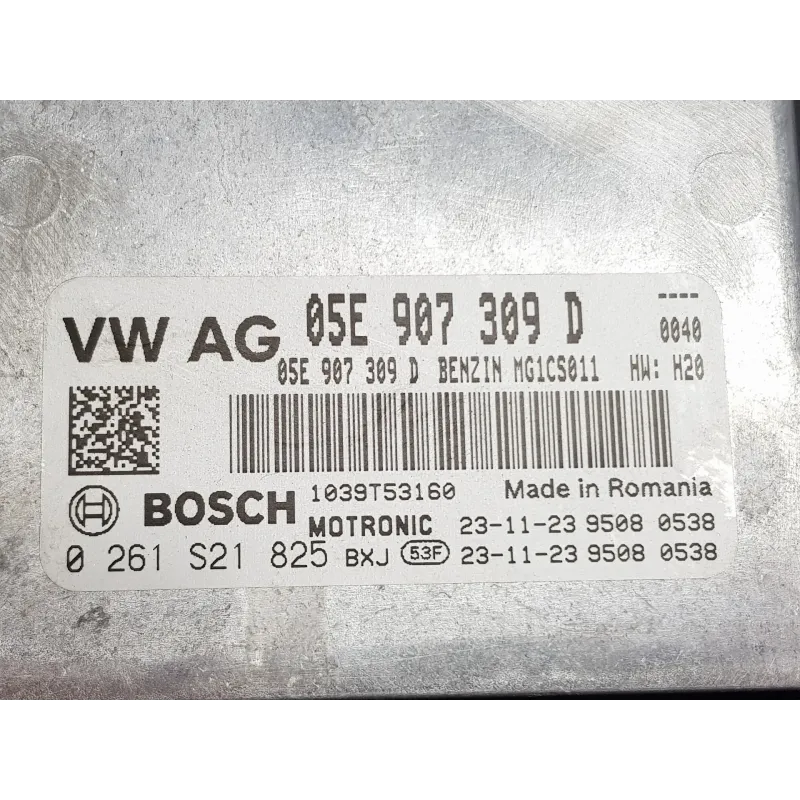 VW AG 05E 907 309 D ----
0040
05E 907 309 D BENZIN MG1CS011 HW: H20
BOSCH 1039T53160 Made in Romania
MOTRONIC 23-11-23 9508 0538
0 261 S21 825 BXJ 53F 23-11-23 9508 0538